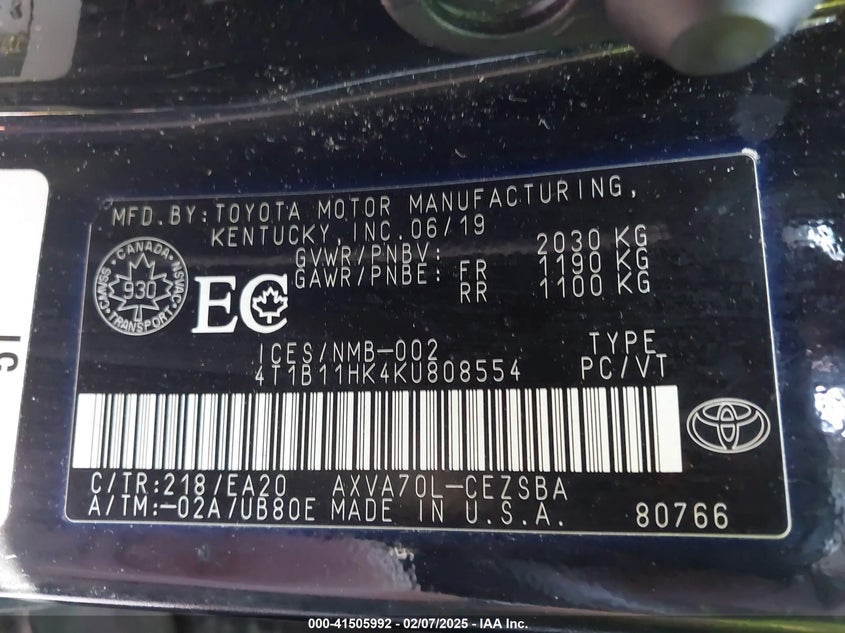 MFD. BY: TOYOTA MOTOR MANUFACTURING,
KENTUCKY, INC. 06/19
GVWR/PNBV: 2030 KG
GAWR/PNBE: FR 1190 KG
RR 1100 KG
CANADA
CMVSS 930 NSVAC
TRANSPORT
EC
ICES/NMB-002 TYPE
4T1B11HK4KU808554 PC/VT
C/TR:218/EA20 AXVA70L-CEZSBA
A/TM:-02A/UB80E MADE IN U.S.A. 80766
000-41505992 - 02/07/2025 - IAA Inc.